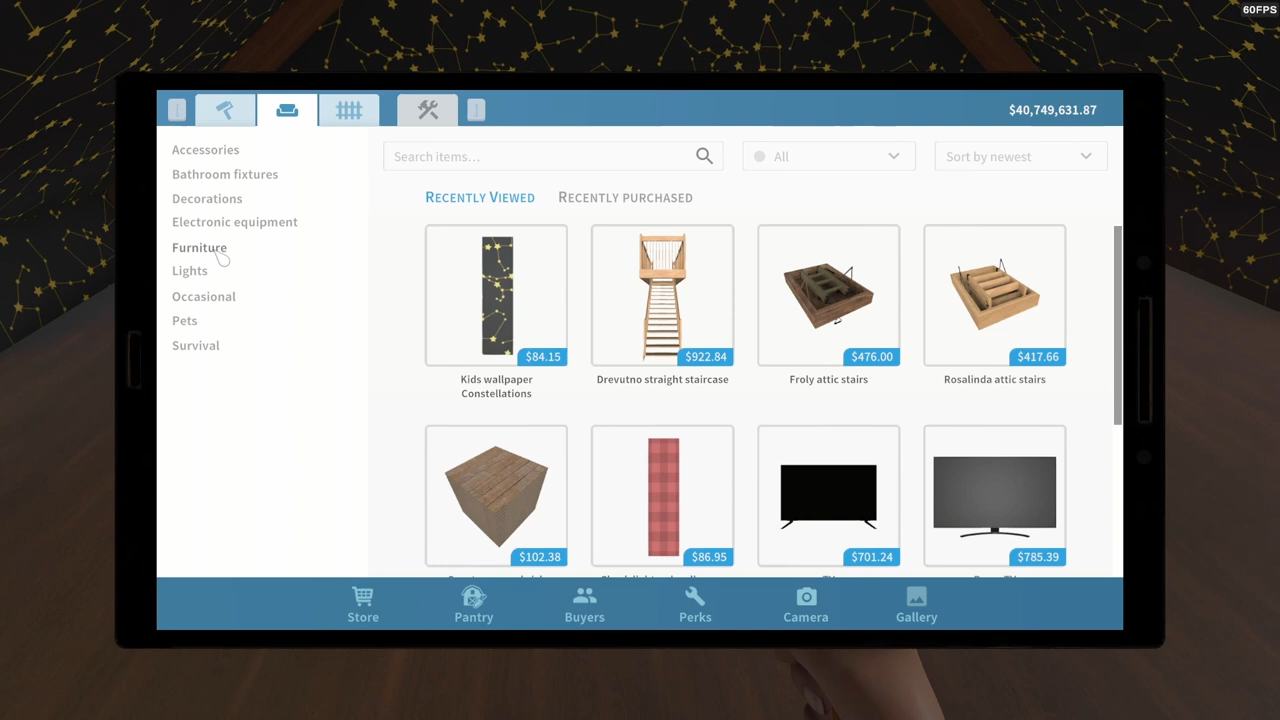 60FPS
$40,749,631.87
Accessories
Bathroom fixtures
Decorations
Electronic equipment
Furniture
Lights
Occasional
Pets
Survival
Search items...
All
Sort by newest
RECENTLY VIEWED
RECENTLY PURCHASED
$84.15
$922.84
$476.00
$417.66
Kids wallpaper
Constellations
Drevutno straight staircase
Froly attic stairs
Rosalinda attic stairs
$102.38
$86.95
$701.24
$785.39
Store
Pantry
Buyers
Perks
Camera
Gallery